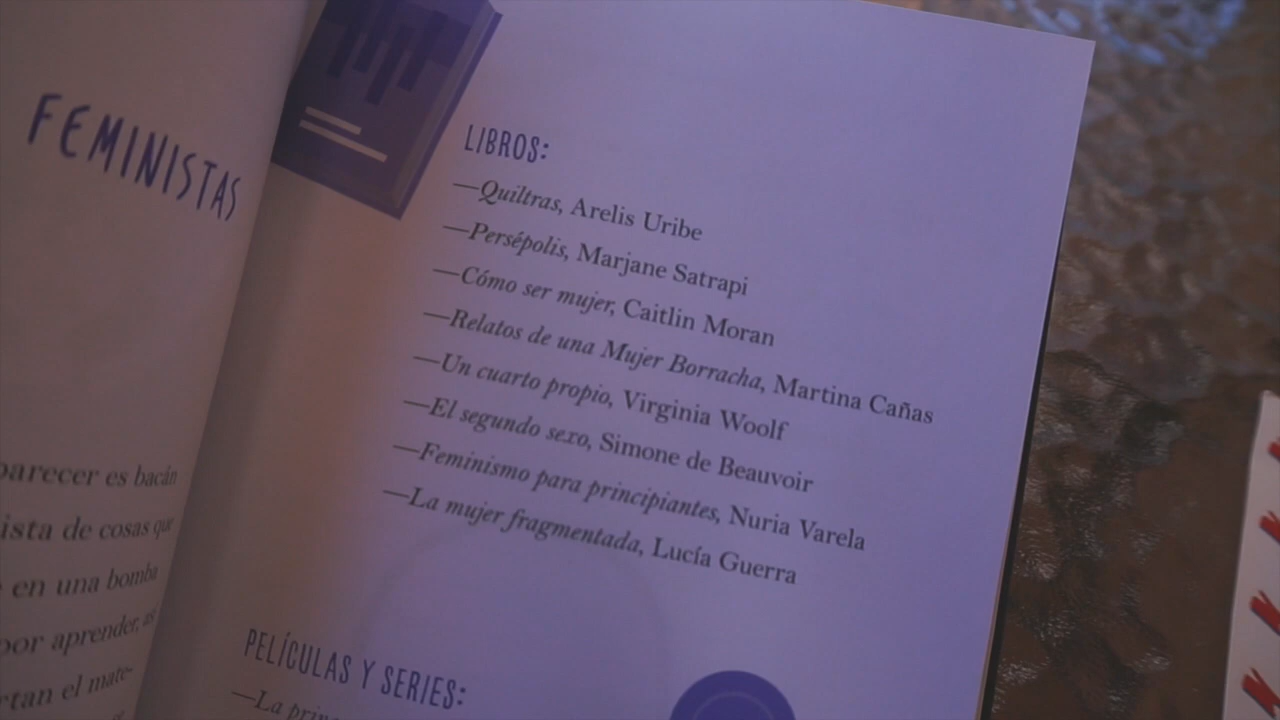 FEMINISTAS
parecer es bacán
ista de cosas que
en una bomba
por aprender, así
rtan el mate-
LIBROS:
—Quiltras, Arelis Uribe
—Persépolis, Marjane Satrapi
—Cómo ser mujer, Caitlin Moran
—Relatos de una Mujer Borracha, Martina Cañas
—Un cuarto propio, Virginia Woolf
—El segundo sexo, Simone de Beauvoir
—Feminismo para principiantes, Nuria Varela
—La mujer fragmentada, Lucía Guerra
PELÍCULAS Y SERIES:
—La prin